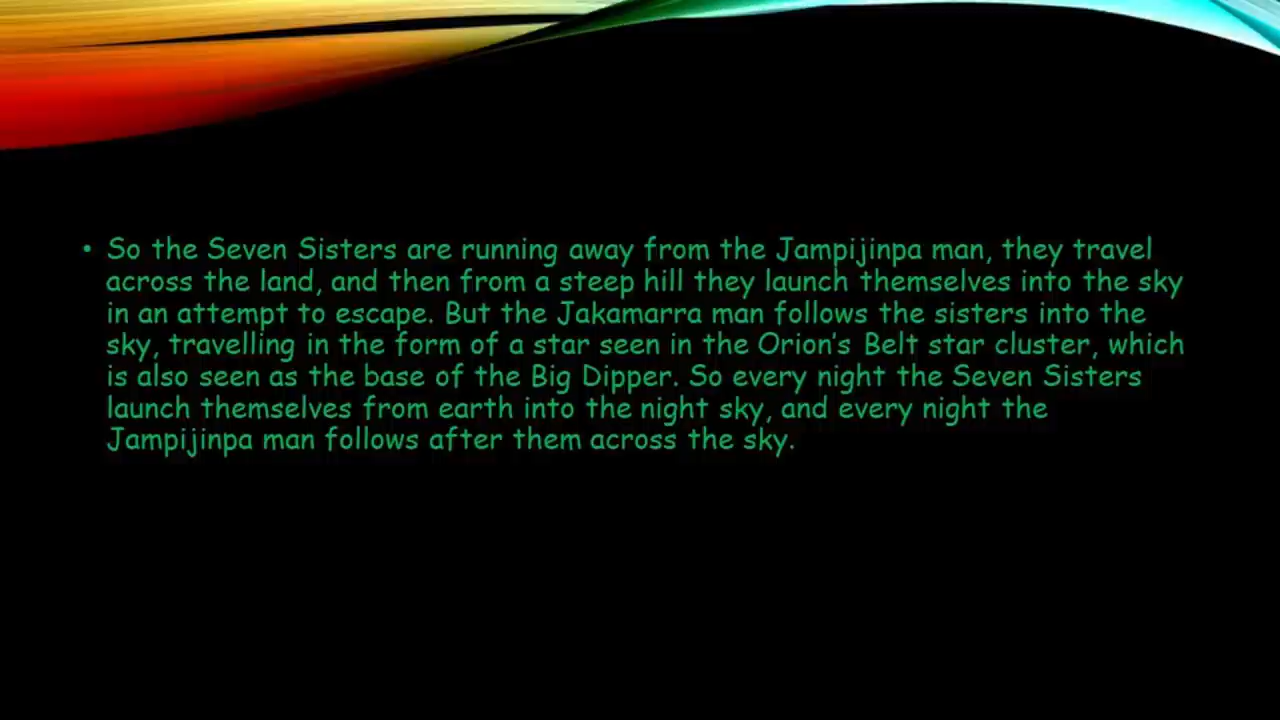 • So the Seven Sisters are running away from the Jampijinpa man, they travel
across the land, and then from a steep hill they launch themselves into the sky
in an attempt to escape. But the Jakamarra man follows the sisters into the
sky, travelling in the form of a star seen in the Orion's Belt star cluster, which
is also seen as the base of the Big Dipper. So every night the Seven Sisters
launch themselves from earth into the night sky, and every night the
Jampijinpa man follows after them across the sky.